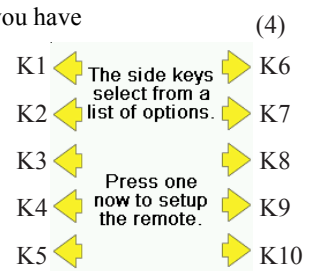 you have
(4)
K1 The side keys K6
select from a
K2 list of options. K7
K3 K8
Press one
K4 now to setup K9
the remote.
K5 K10